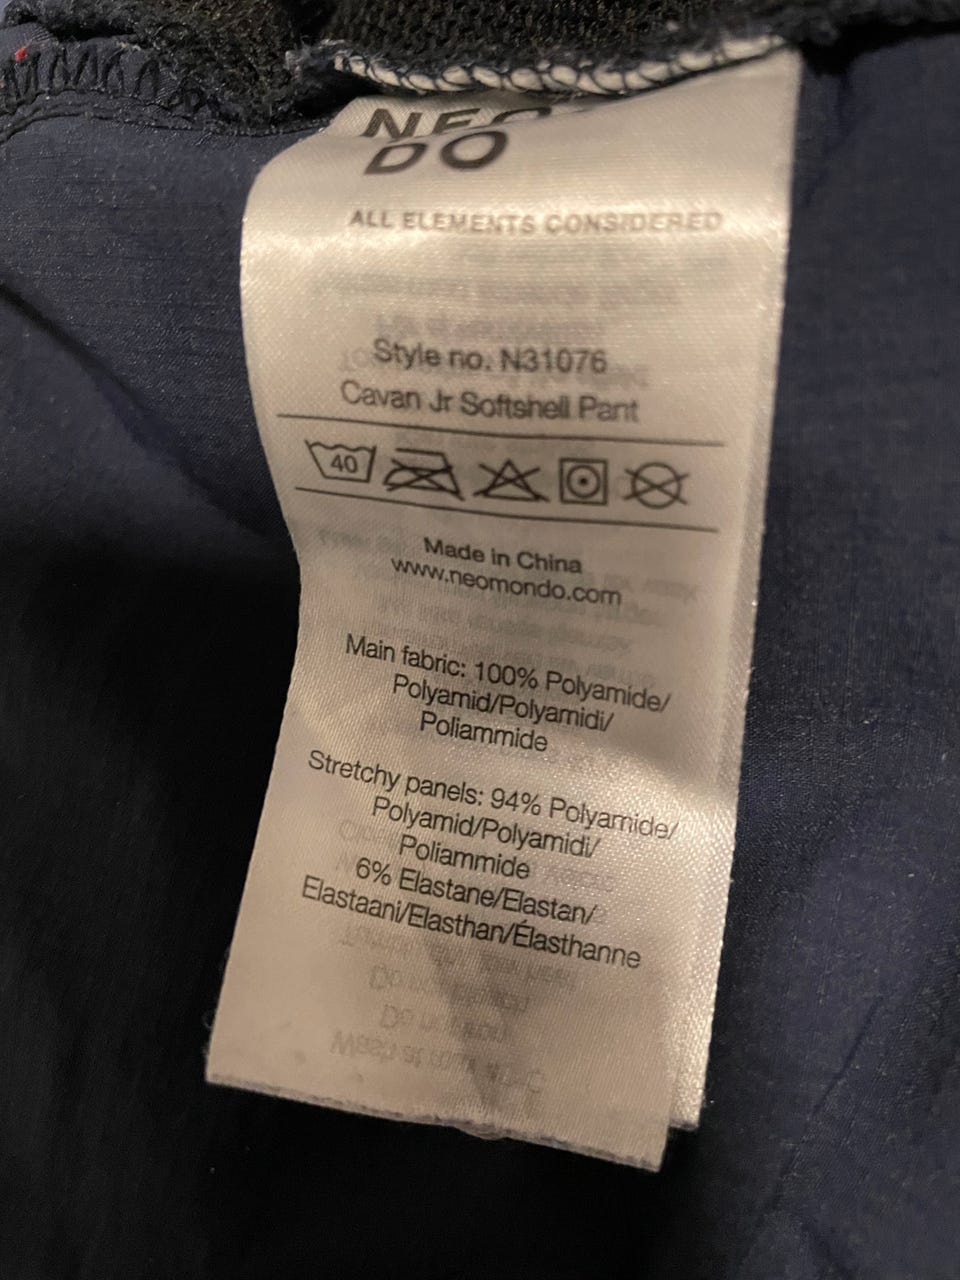 NEO
DO
ALL ELEMENTS CONSIDERED
Style no. N31076
Cavan Jr Softshell Pant
40
Made in China
www.neomondo.com
Main fabric: 100% Polyamide/
Polyamid/Polyamidi/
Poliammide
Stretchy panels: 94% Polyamide/
Polyamid/Polyamidi/
Poliammide
6% Elastane/Elastan/
Elastaani/Elasthan/Élasthanne